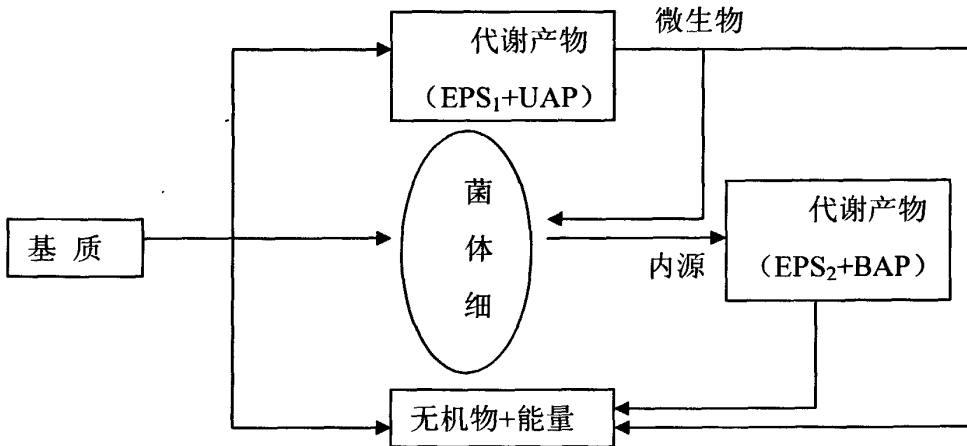 代谢产物
（EPS₁+UAP）
微生物
菌
体
细
基 质
代谢产物
（EPS₂+BAP）
内源
无机物+能量